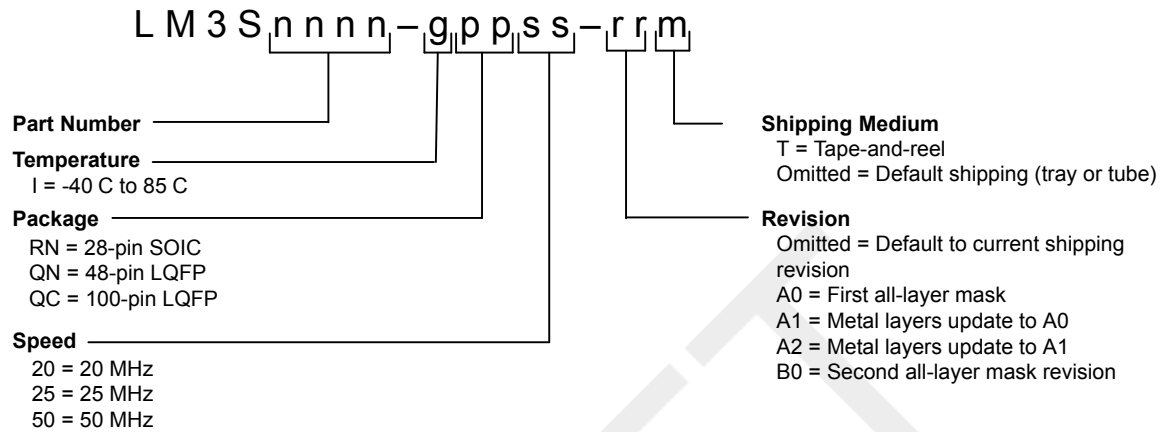 L M 3 S n n n n – g p p s s – r r m
Part Number
Temperature
I = -40 C to 85 C
Package
RN = 28-pin SOIC
QN = 48-pin LQFP
QC = 100-pin LQFP
Speed
20 = 20 MHz
25 = 25 MHz
50 = 50 MHz
Shipping Medium
T = Tape-and-reel
Omitted = Default shipping (tray or tube)
Revision
Omitted = Default to current shipping
revision
A0 = First all-layer mask
A1 = Metal layers update to A0
A2 = Metal layers update to A1
B0 = Second all-layer mask revision